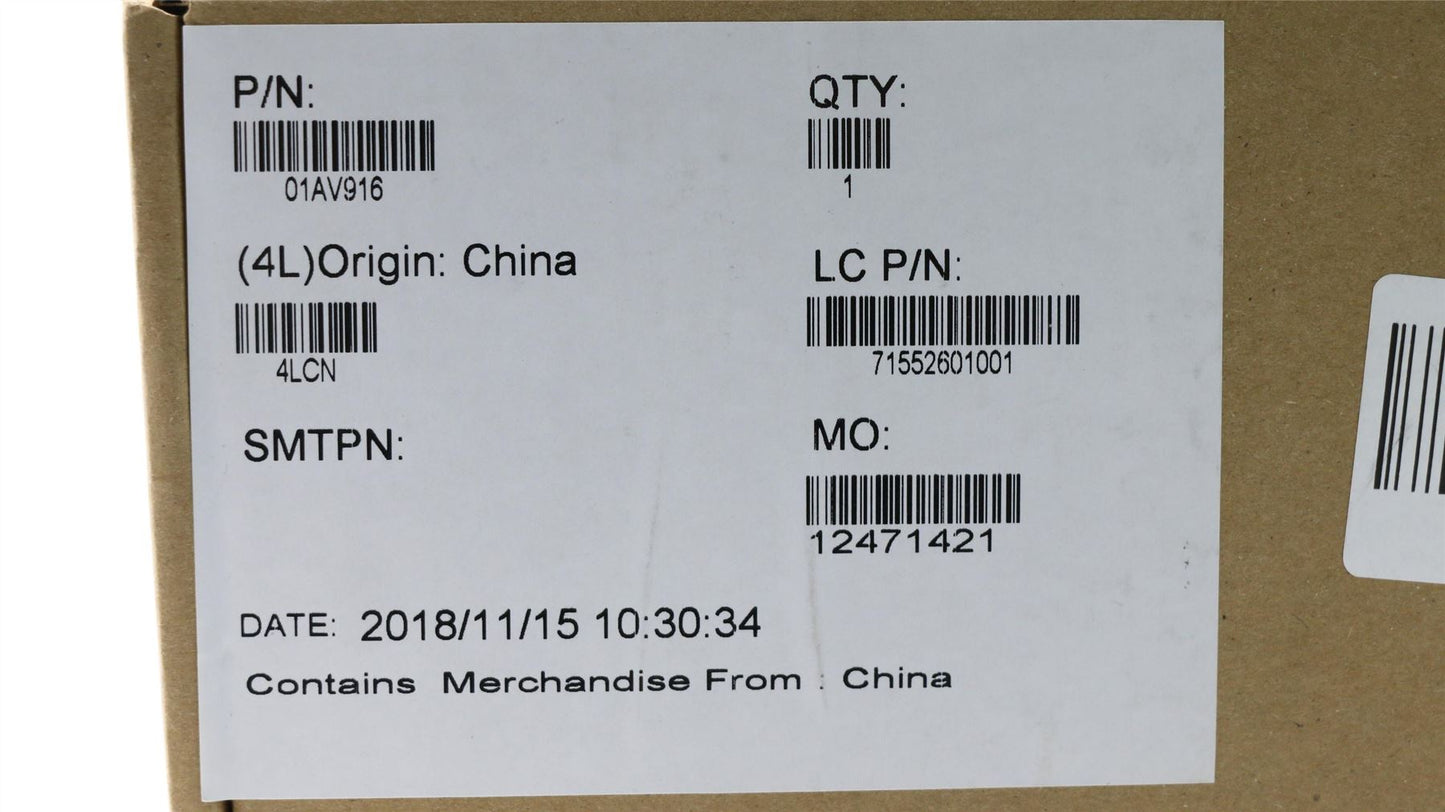 P/N:
01AV916
QTY:
1
(4L)Origin: China
4LCN
LC P/N:
71552601001
SMTPN:
MO:
12471421
DATE: 2018/11/15 10:30:34
Contains Merchandise From : China